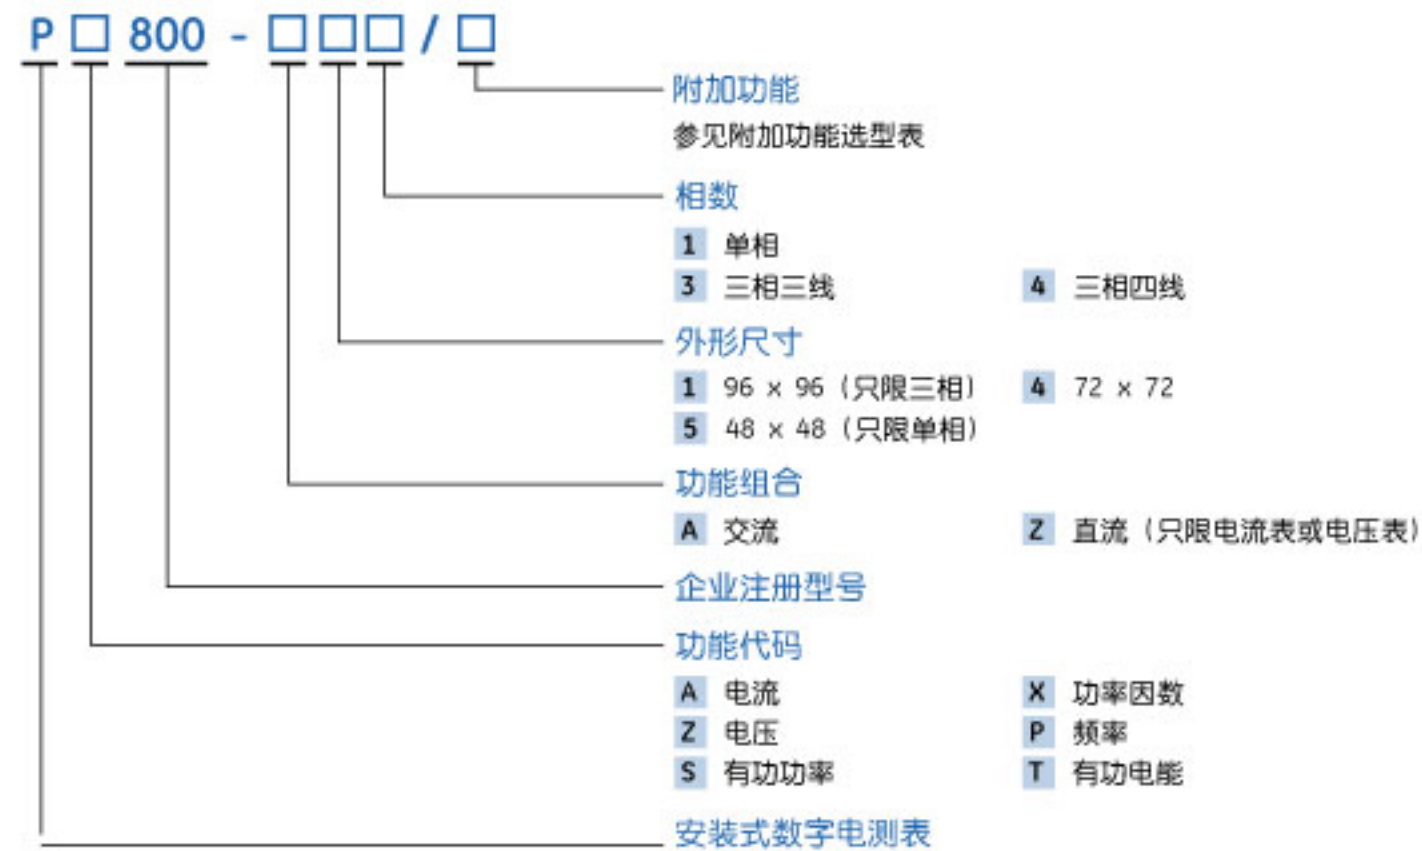 P□800-□□□/□
附加功能
参见附加功能选型表
相数
1 单相
3 三相三线 4 三相四线
外形尺寸
1 96 x 96（只限三相） 4 72 x 72
5 48 x 48（只限单相）
功能组合
A 交流 Z 直流（只限电流表或电压表）
企业注册型号
功能代码
A 电流 X 功率因数
Z 电压 P 频率
S 有功功率 T 有功电能
安装式数字电测表